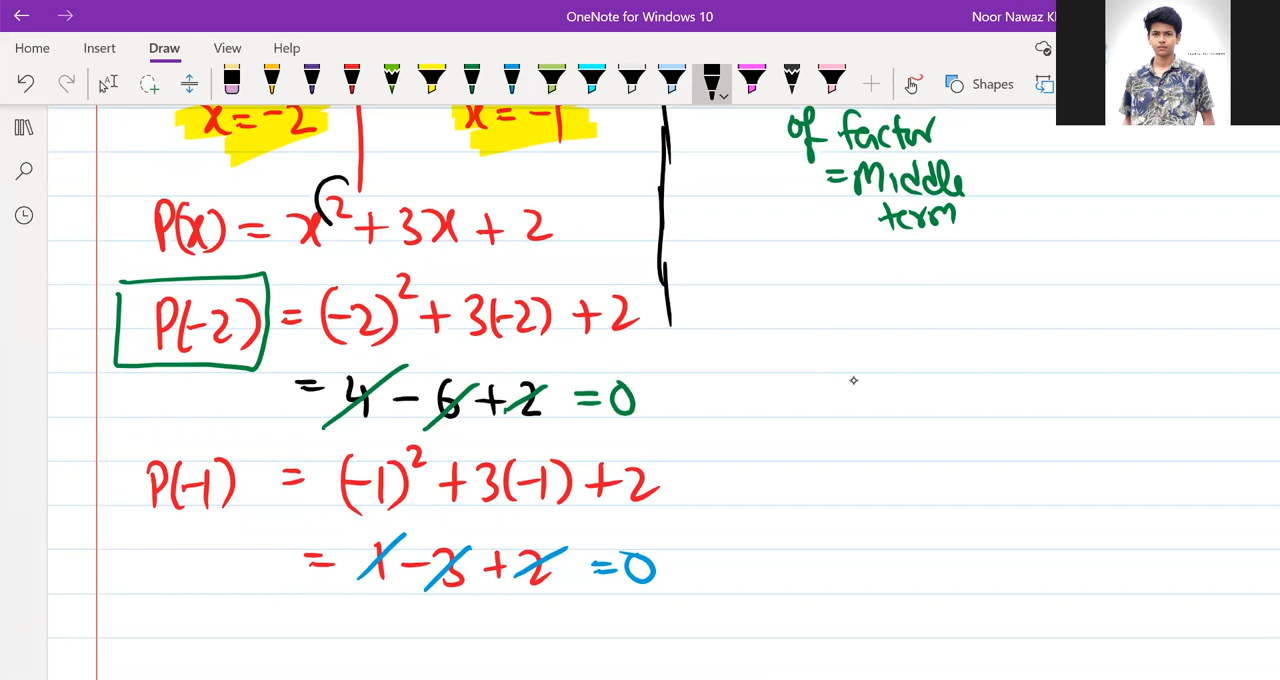 OneNote for Windows 10
Noor Nawaz Kh
Home Insert Draw View Help
Shapes
x = -2
x = -1
of factor
= Middle
term
P(x) = x² + 3x + 2
P(-2) = (-2)² + 3(-2) + 2
= 4 - 6 + 2 = 0
P(-1) = (-1)² + 3(-1) + 2
= 1 - 3 + 2 = 0